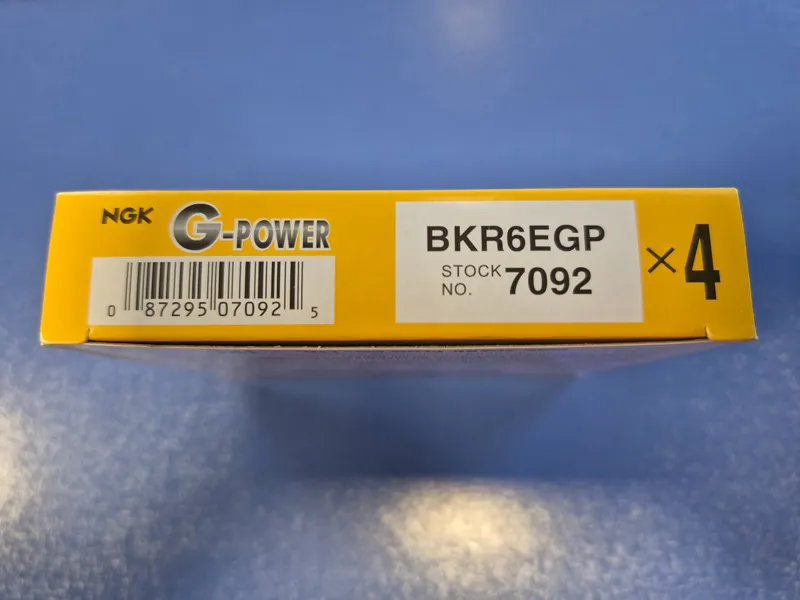 NGK G-POWER
0 87295 07092 5
BKR6EGP
STOCK NO. 7092
×4